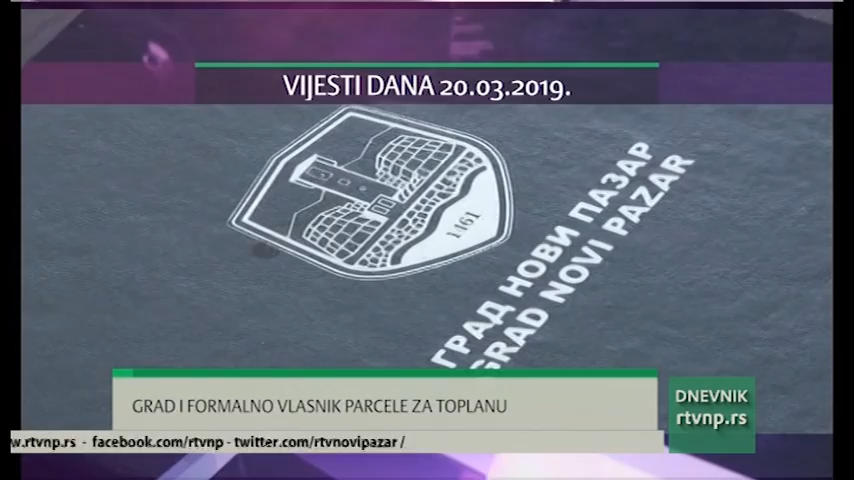 VIJESTI DANA 20.03.2019.
1461
ГРАД НОВИ ПАЗАР
GRAD NOVI PAZAR
GRAD I FORMALNO VLASNIK PARCELE ZA TOPLANU
DNEVNIK
rtvnp.rs
w.rtvnp.rs - facebook.com/rtvnp - twitter.com/rtvnovipazar /